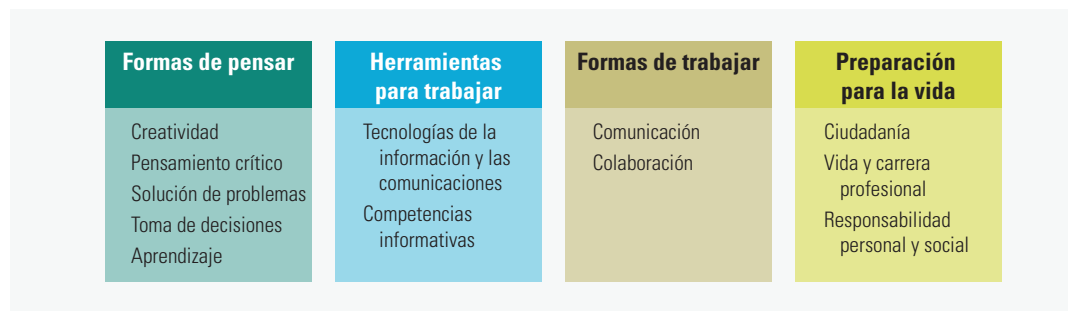 Formas de pensar
Creatividad
Pensamiento crítico
Solución de problemas
Toma de decisiones
Aprendizaje
Herramientas
para trabajar
Tecnologías de la
información y las
comunicaciones
Competencias
informativas
Formas de trabajar
Comunicación
Colaboración
Preparación
para la vida
Ciudadanía
Vida y carrera
profesional
Responsabilidad
personal y social